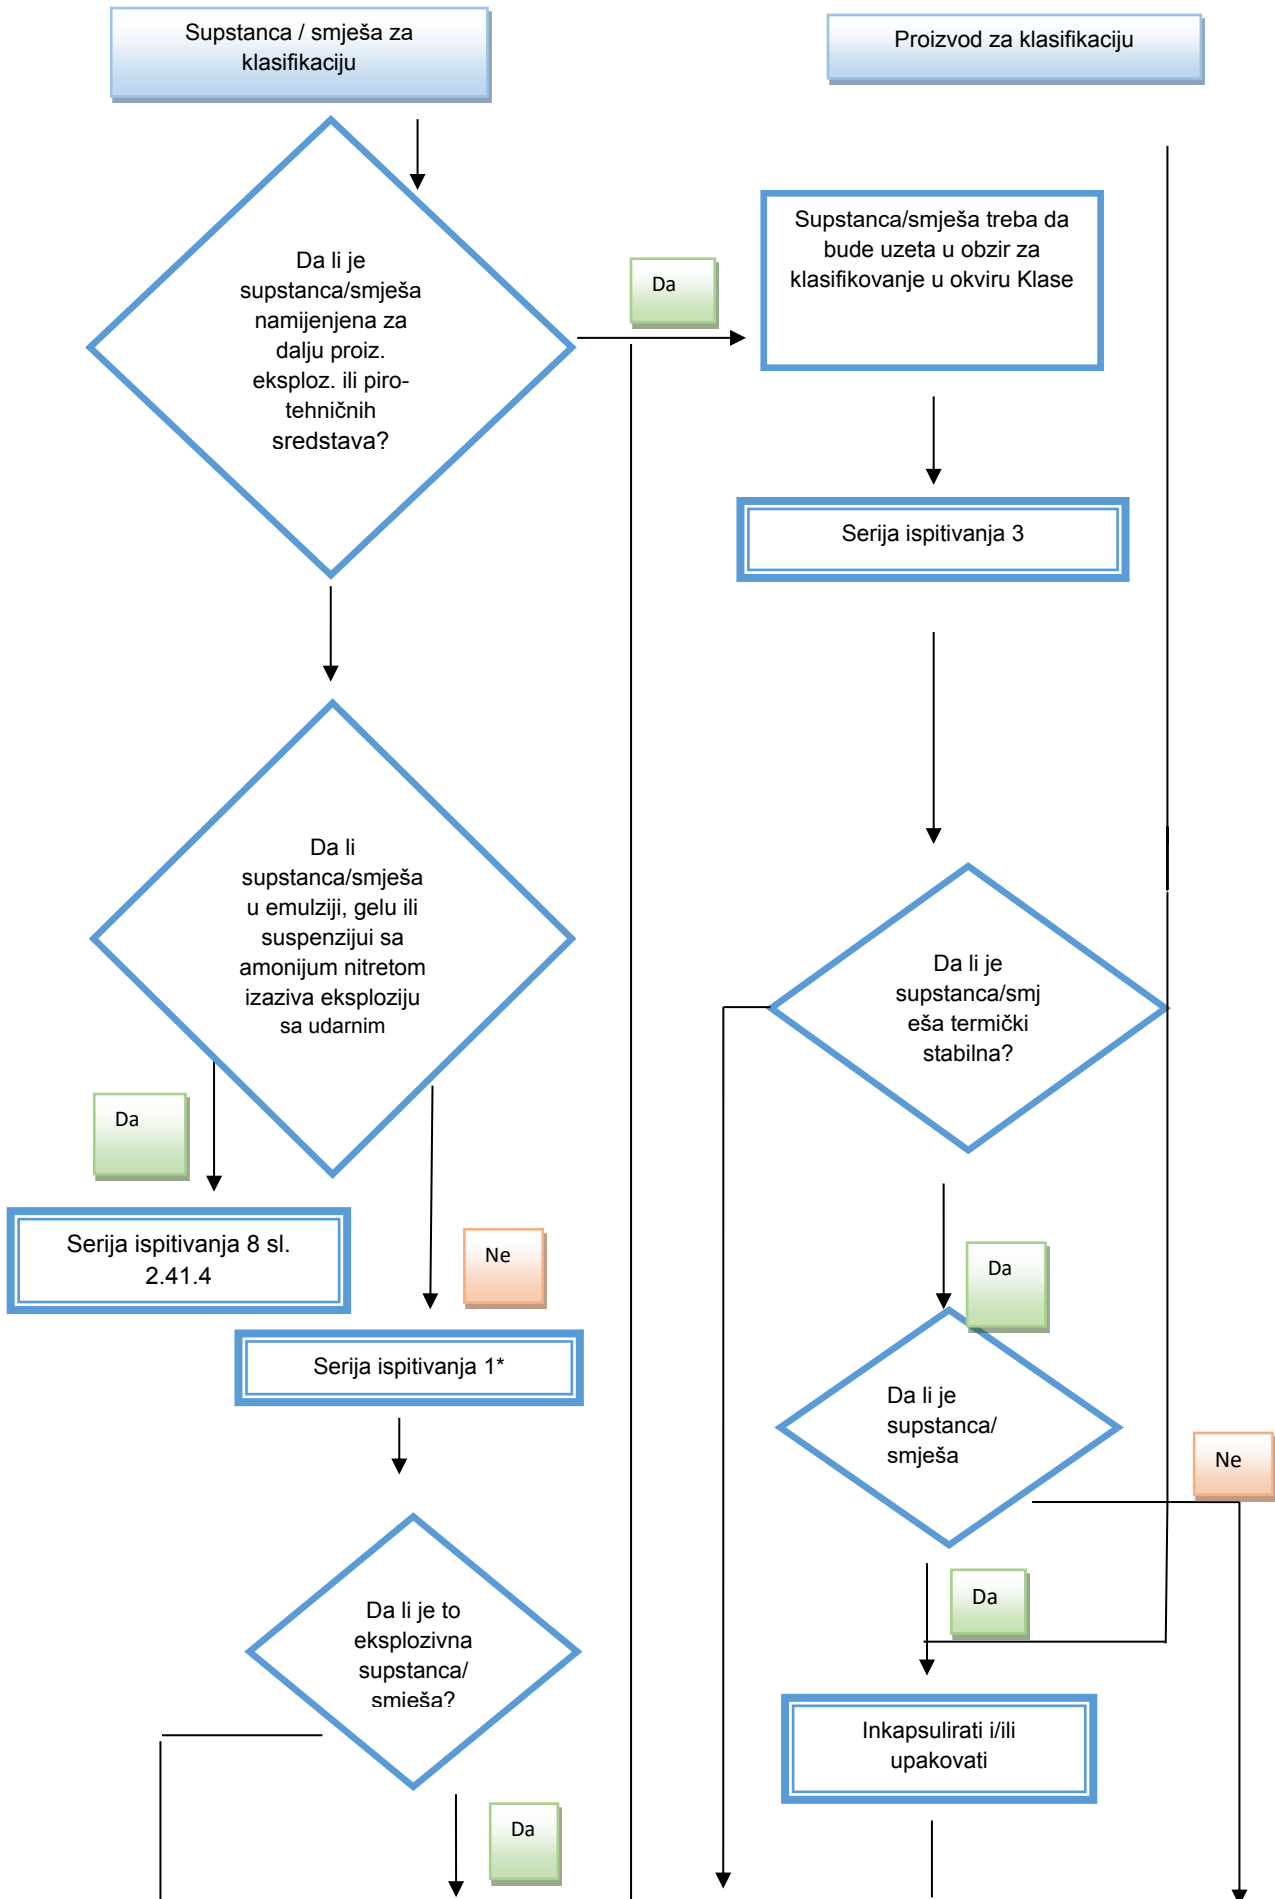 Supstanca / smješa za
klasifikaciju
Proizvod za klasifikaciju
Da li je
supstanca/smješa
namijenjena za
dalju proiz.
eksploz. ili piro-
tehničnih
sredstava?
Da
Supstanca/smješa treba da
bude uzeta u obzir za
klasifikovanje u okviru Klase
Serija ispitivanja 3
Da li
supstanca/smješa
u emulziji, gelu ili
suspenzijui sa
amonijum nitretom
izaziva eksploziju
sa udarnim
Da li je
supstanca/smj
eša termički
stabilna?
Da
Serija ispitivanja 8 sl.
2.41.4
Ne
Da
Serija ispitivanja 1*
Da li je
supstanca/
smješa
Ne
Da li je to
eksplozivna
supstanca/
smješa?
Da
Inkapsulirati i/ili
upakovati
Da